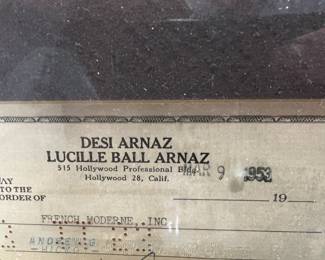 DESI ARNAZ
LUCILLE BALL ARNAZ
515 Hollywood Professional Bldg.
Hollywood 28, Calif.
MAR 9 1953
19
PAY
TO THE
ORDER OF
FRENCH MODERNE, INC.